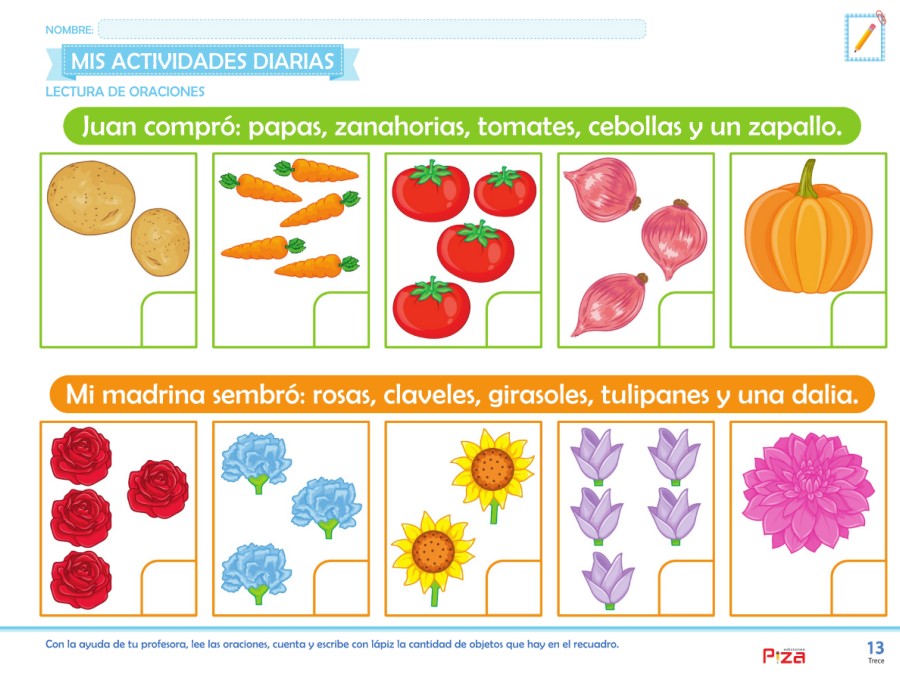 NOMBRE:
MIS ACTIVIDADES DIARIAS
LECTURA DE ORACIONES
Juan compró: papas, zanahorias, tomates, cebollas y un zapallo.
Mi madrina sembró: rosas, claveles, girasoles, tulipanes y una dalia.
Con la ayuda de tu profesora, lee las oraciones, cuenta y escribe con lápiz la cantidad de objetos que hay en el recuadro.
ediciones
Piza
13
Trece